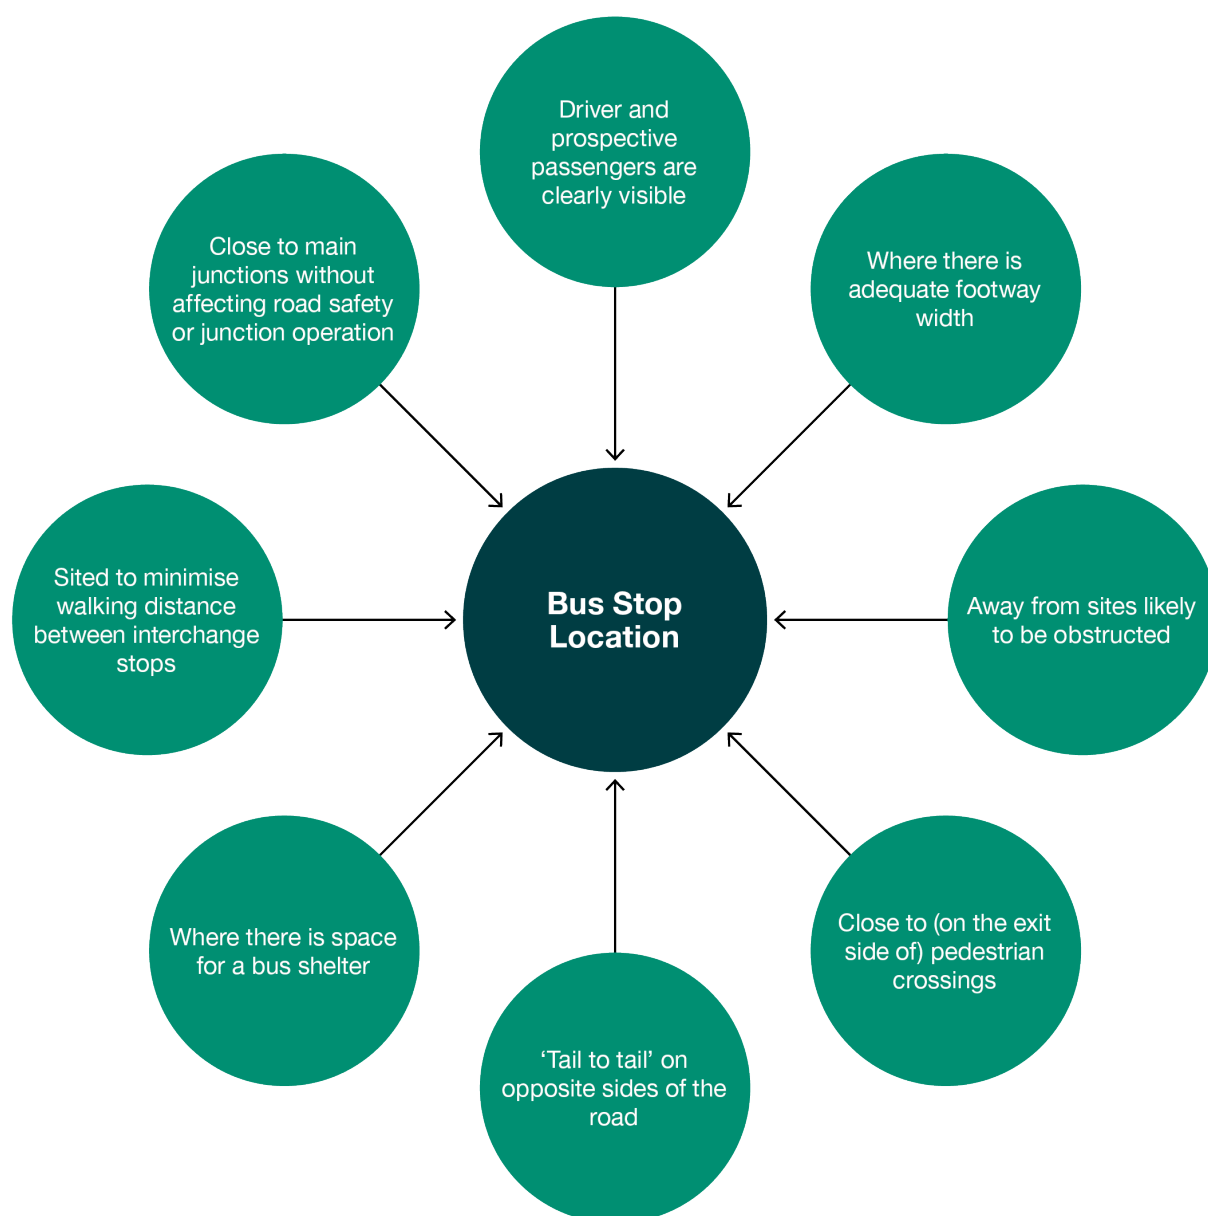 Driver and
prospective
passengers are
clearly visible
Close to main
junctions without
affecting road safety
or junction operation
Where there is
adequate footway
width
Sited to minimise
walking distance
between interchange
stops
Bus Stop
Location
Away from sites likely
to be obstructed
Where there is space
for a bus shelter
Close to (on the exit
side of) pedestrian
crossings
‘Tail to tail’ on
opposite sides of the
road